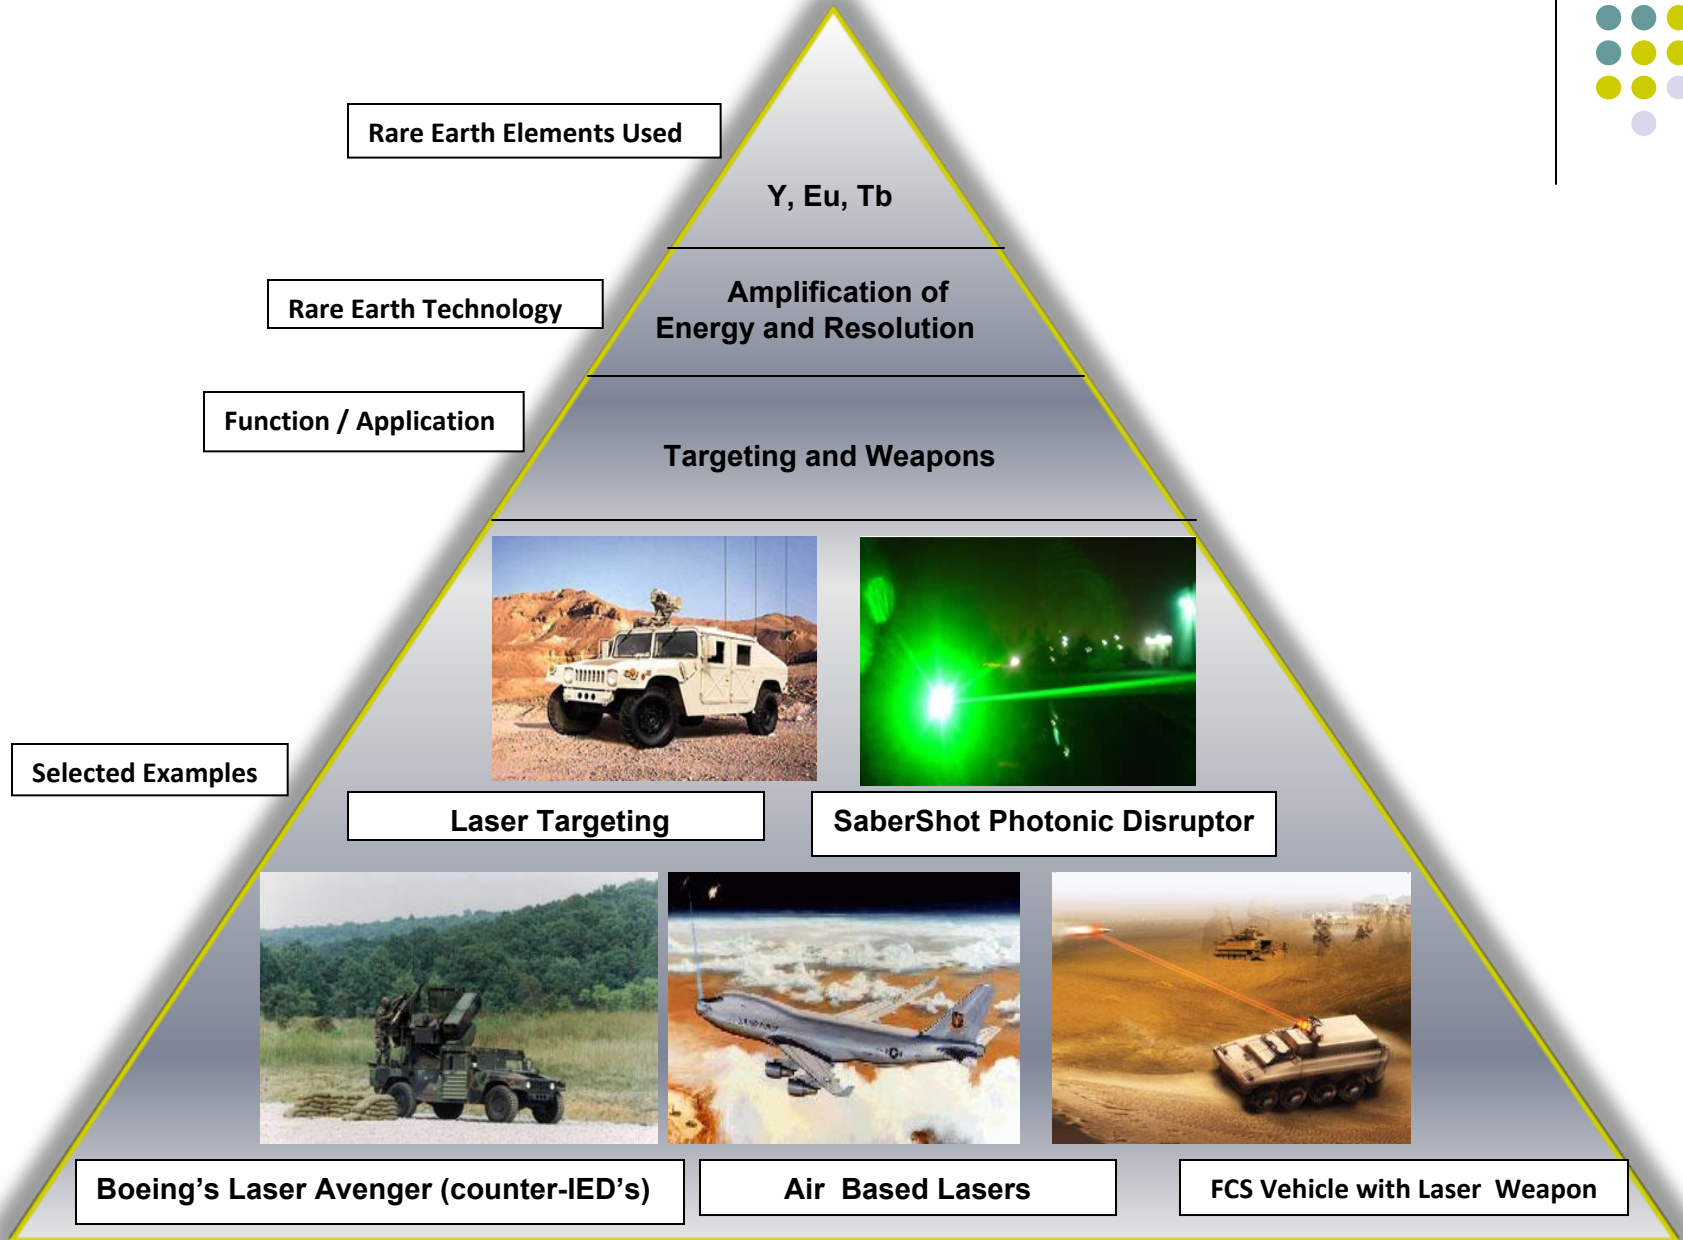 Rare Earth Elements Used
Y, Eu, Tb
Rare Earth Technology
Amplification of
Energy and Resolution
Function / Application
Targeting and Weapons
Selected Examples
Laser Targeting
SaberShot Photonic Disruptor
Boeing’s Laser Avenger (counter-IED’s)
Air Based Lasers
FCS Vehicle with Laser Weapon